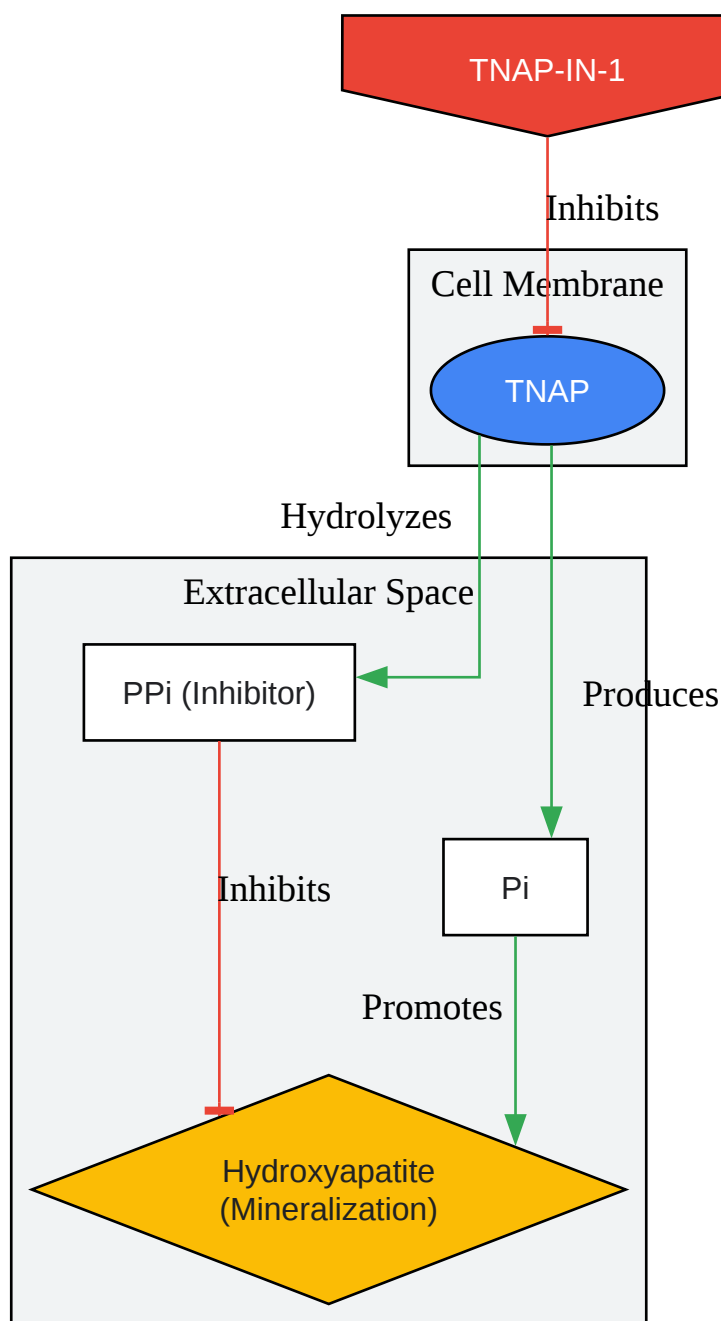 TNAP-IN-1
Inhibits
Cell Membrane
TNAP
Hydrolyzes
Extracellular Space
PPi (Inhibitor)
Produces
Inhibits
Pi
Promotes
Hydroxyapatite
(Mineralization)